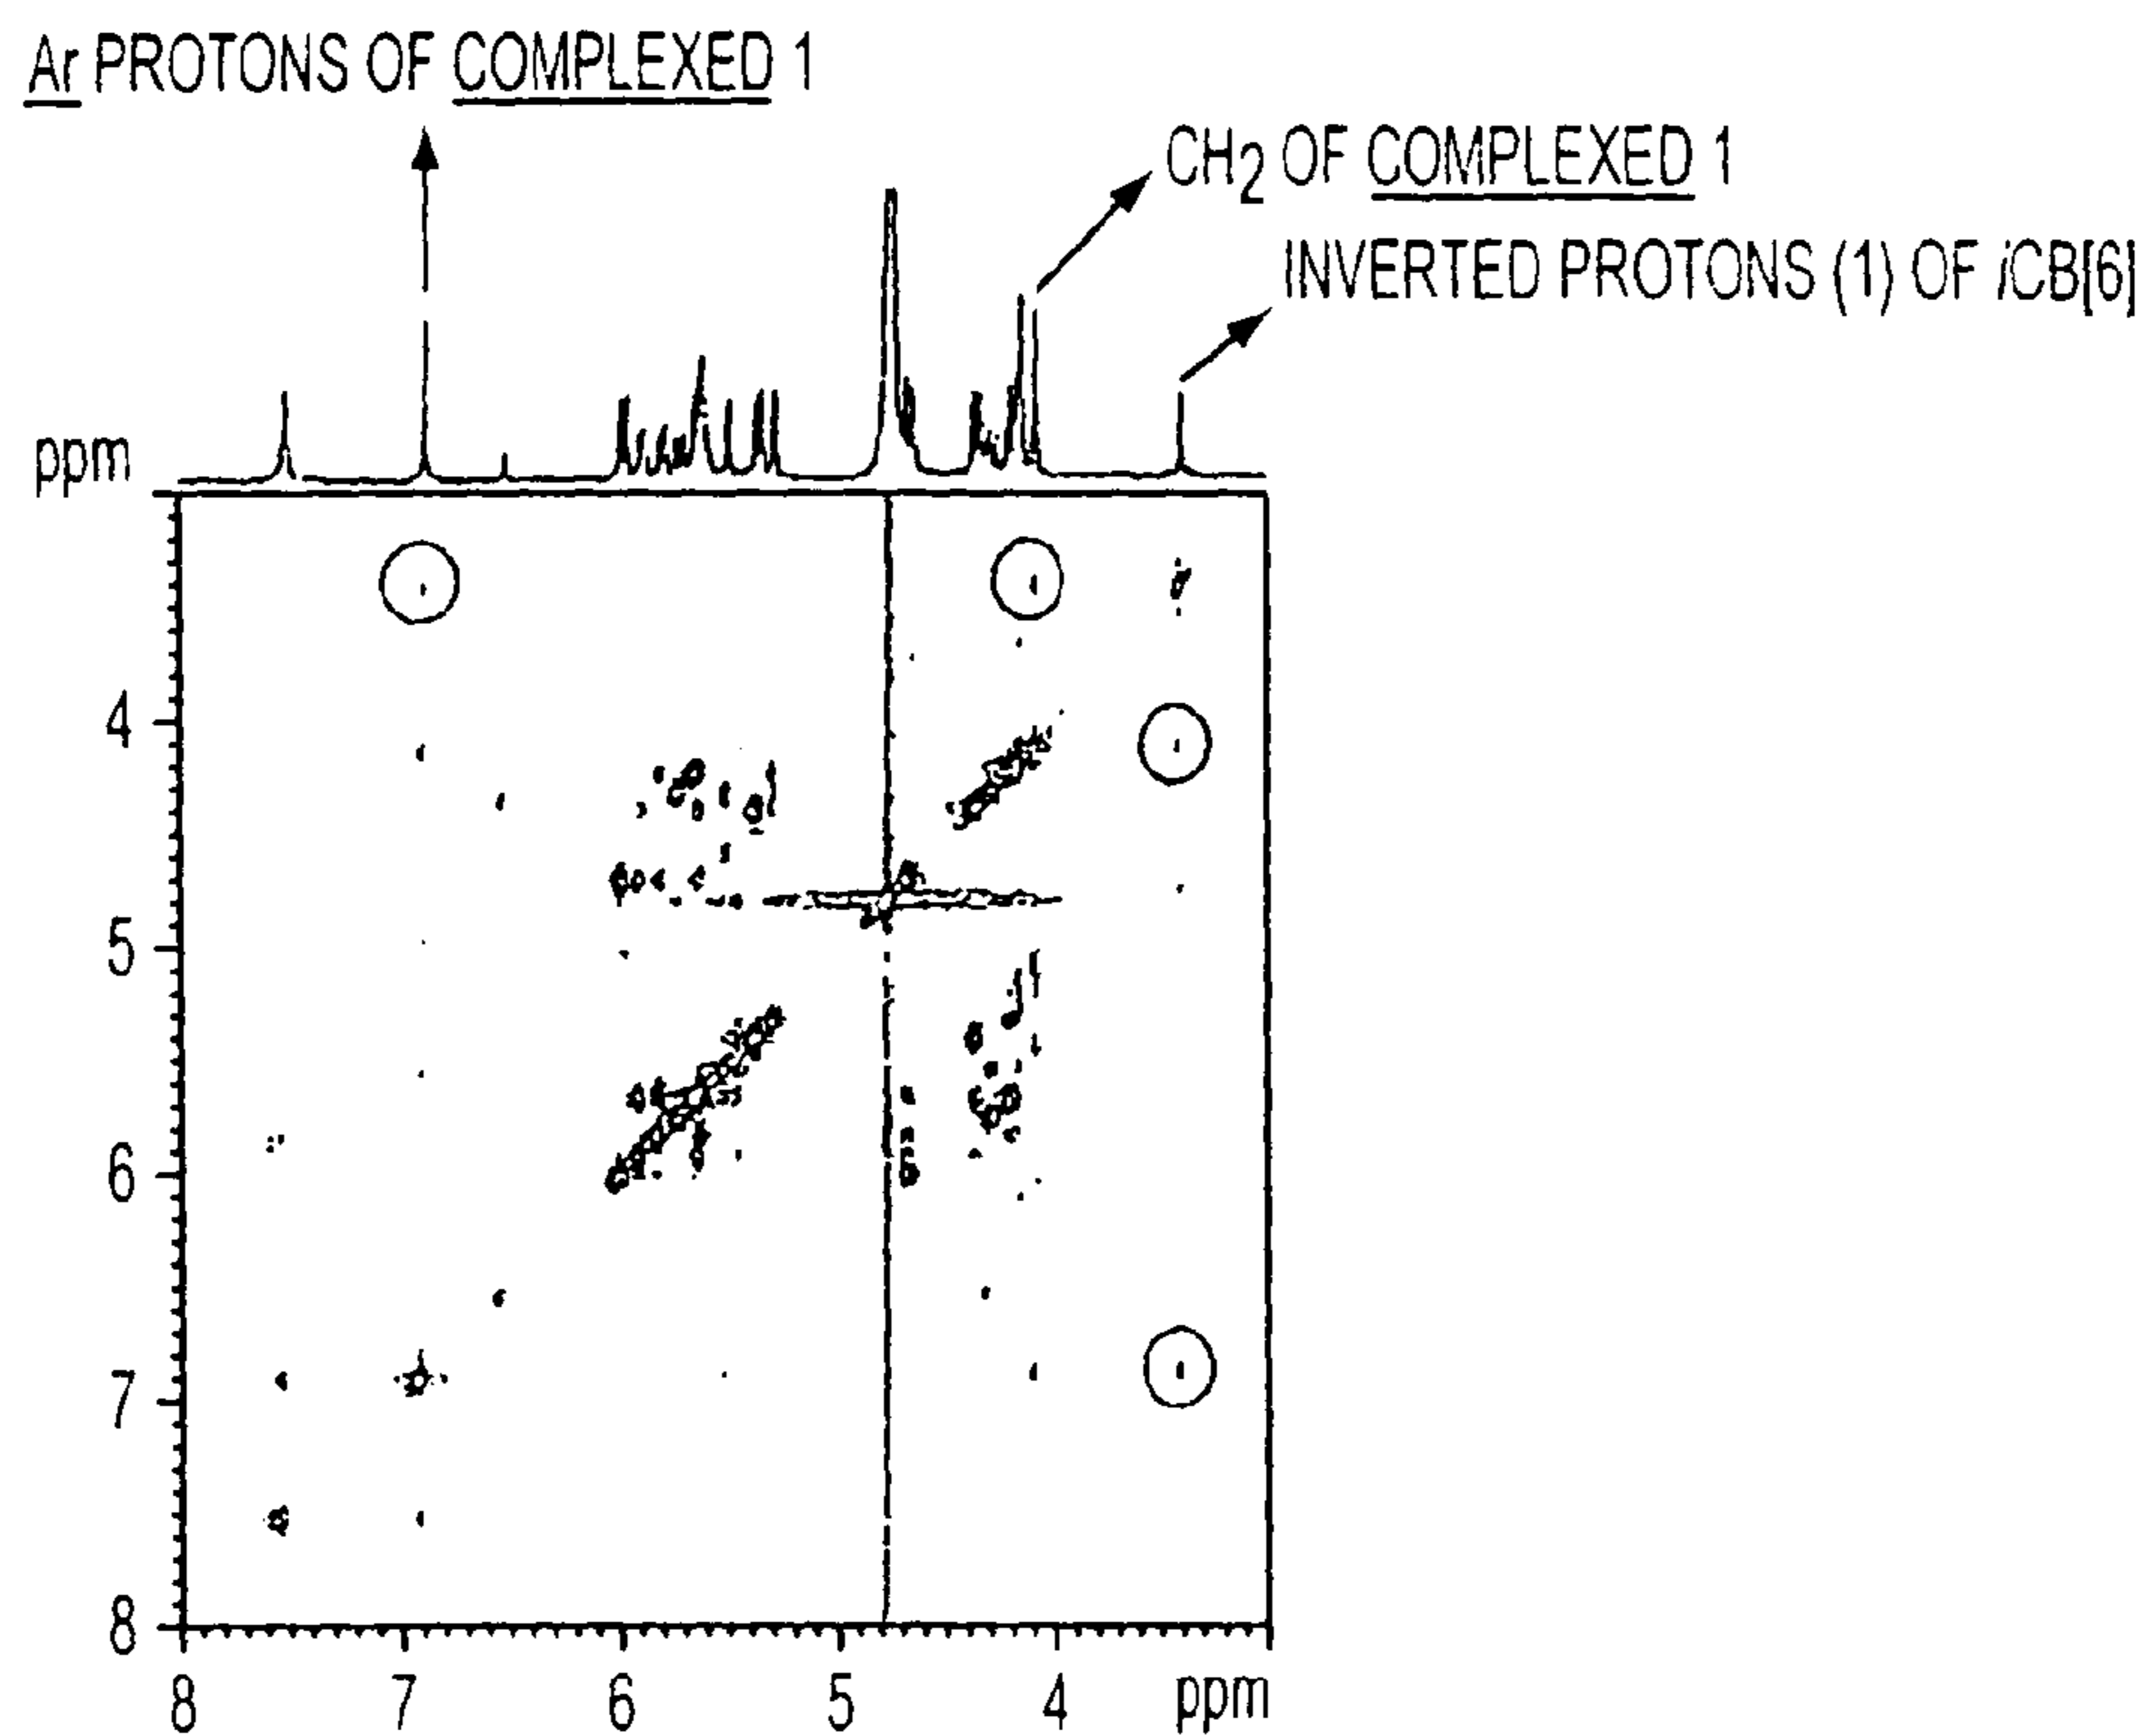 Ar PROTONS OF COMPLEXED 1
CH2 OF COMPLEXED 1
INVERTED PROTONS (1) OF iCB[6]
ppm
4
5
6
7
8
8 7 6 5 4 ppm